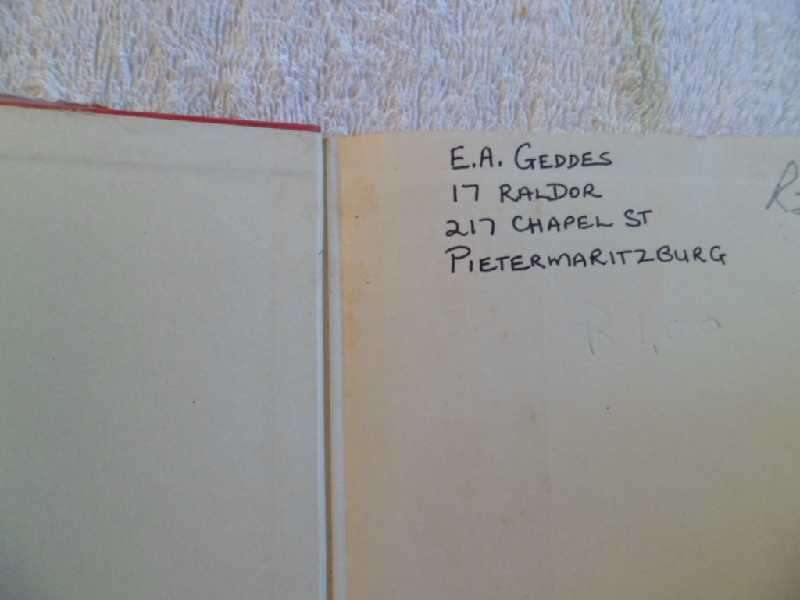 E.A. GEDDES
17 RALDOR
217 CHAPEL ST
PIETERMARITZBURG